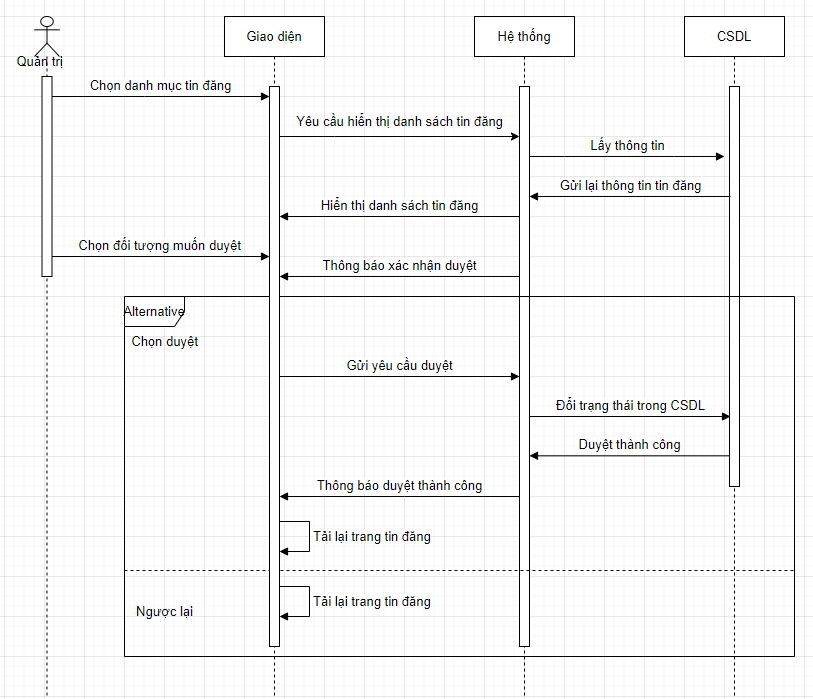 Giao diện
Hệ thống
CSDL
Quản trị
Chọn danh mục tin đăng
Yêu cầu hiển thị danh sách tin đăng
Lấy thông tin
Gửi lại thông tin tin đăng
Hiển thị danh sách tin đăng
Chọn đối tượng muốn duyệt
Thông báo xác nhận duyệt
Alternative
Chọn duyệt
Gửi yêu cầu duyệt
Đổi trạng thái trong CSDL
Duyệt thành công
Thông báo duyệt thành công
Tải lại trang tin đăng
Tải lại trang tin đăng
Ngược lại